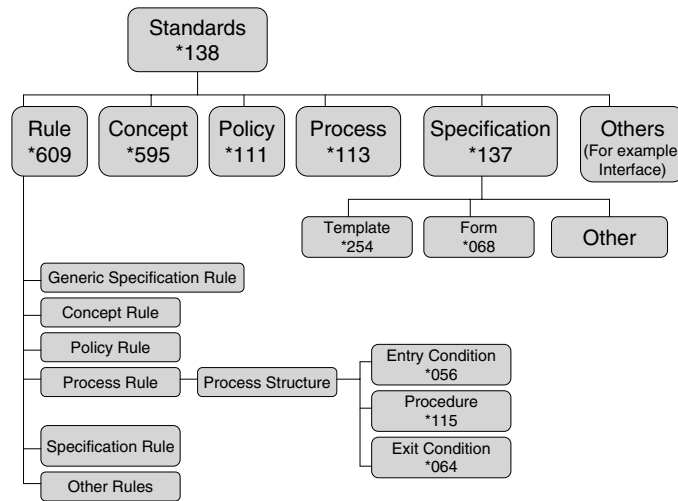 Standards
*138
Rule
*609
Concept
*595
Policy
*111
Process
*113
Specification
*137
Others
(For example
Interface)
Template
*254
Form
*068
Other
Generic Specification Rule
Concept Rule
Policy Rule
Process Rule
Process Structure
Entry Condition
*056
Procedure
*115
Exit Condition
*064
Specification Rule
Other Rules